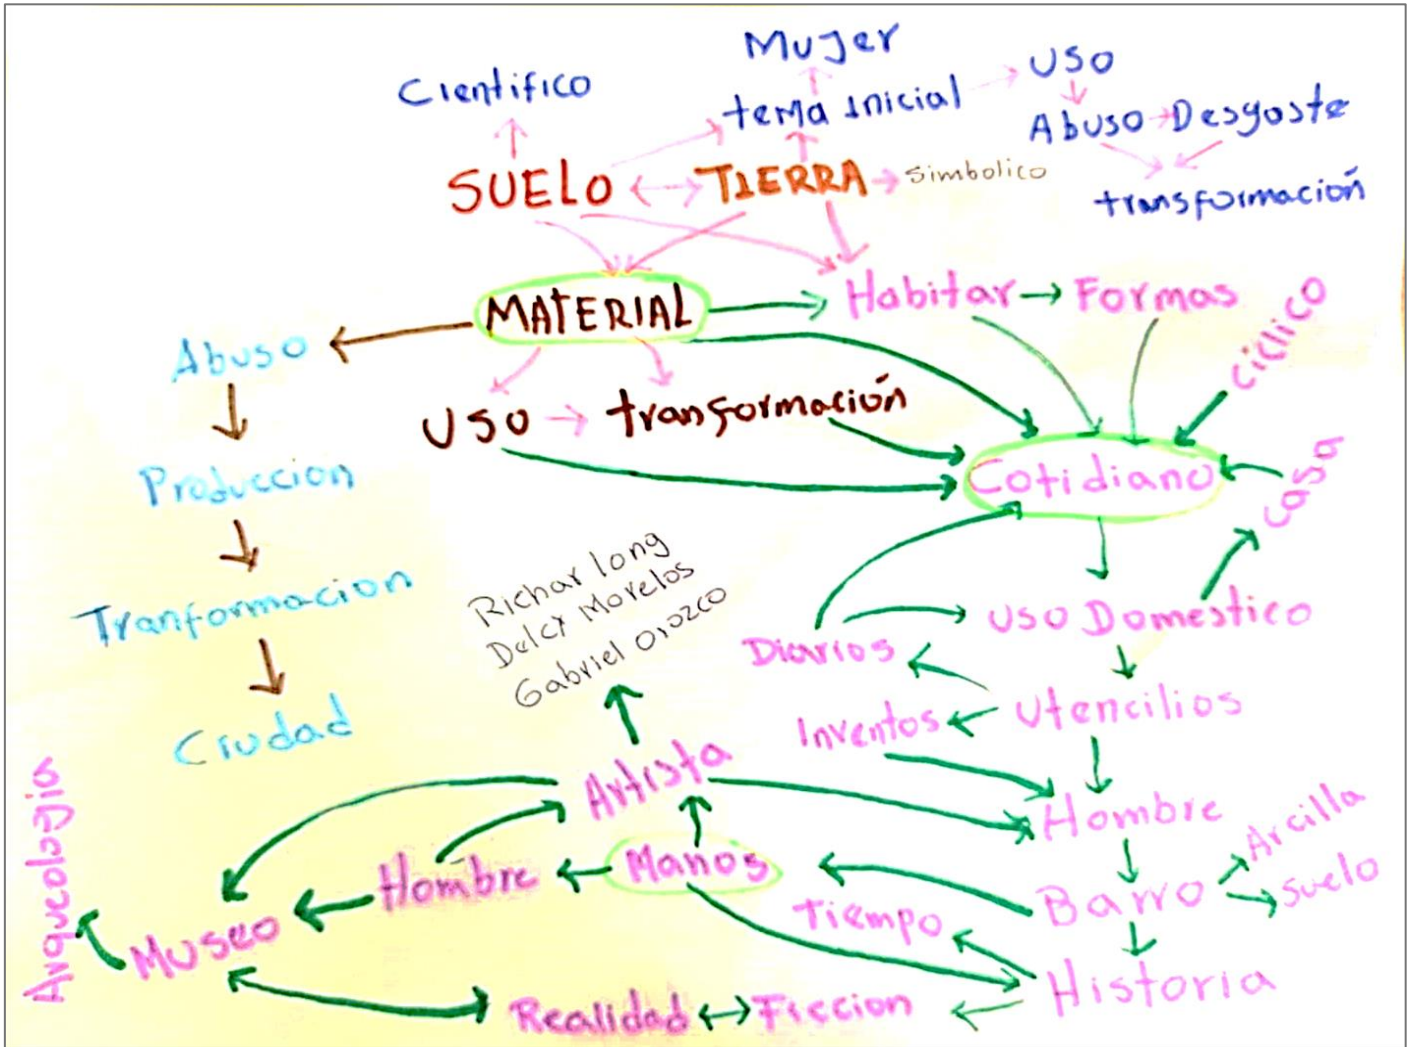 Mujer
Cientifico
tema inicial
USO
Abuso
Desgaste
SUELO
TIERRA
Simbolico
transformación
MATERIAL
Habitar
Formas
ciclico
Abuso
USO
transformación
Cotidiano
casa
Produccion
Richar long
Delcy Morelos
Gabriel Orozco
Tranformacion
USO Domestico
Diarios
Utencilios
Inventos
Ciudad
Artista
Hombre
Arcilla
Manos
Hombre
Barro
suelo
Tiempo
Museo
Arqueologia
Historia
Realidad
Ficcion